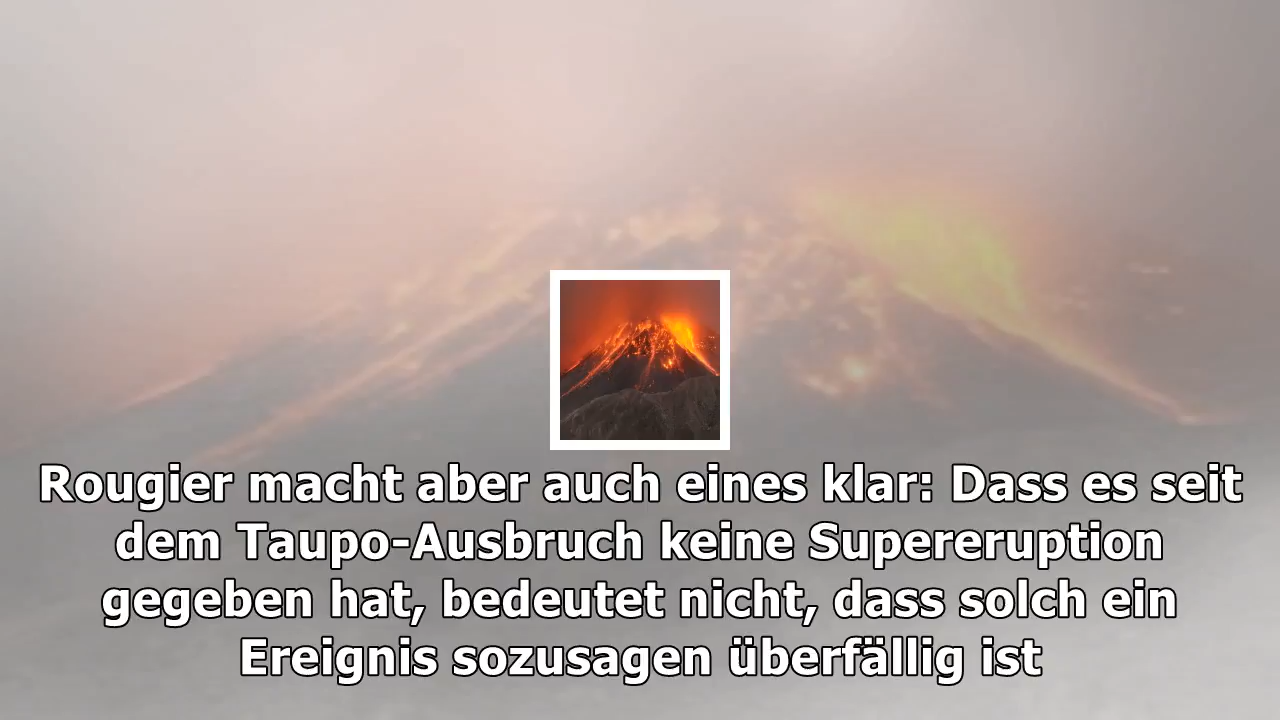 Rougier macht aber auch eines klar: Dass es seit
dem Taupo-Ausbruch keine Supereruption
gegeben hat, bedeutet nicht, dass solch ein
Ereignis sozusagen überfällig ist